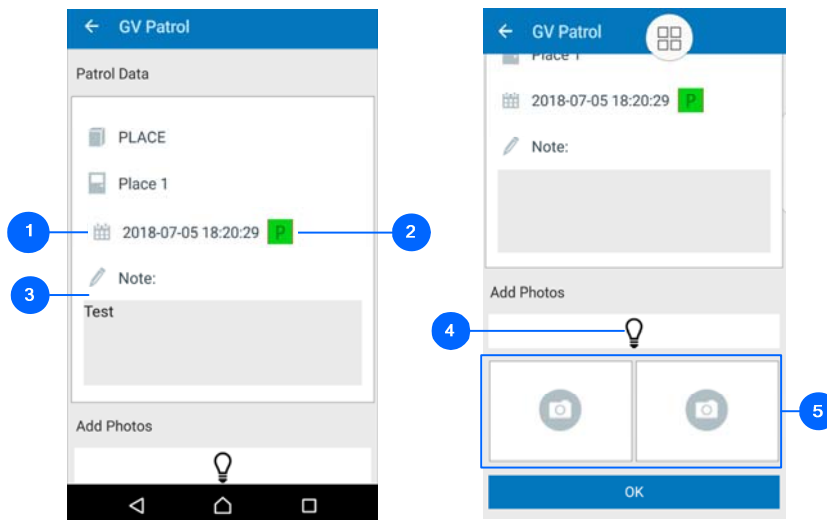 GV Patrol
Patrol Data
PLACE
Place 1
1
2018-07-05 18:20:29 P
2
Note:
3
Test
Add Photos
GV Patrol
Place 1
2018-07-05 18:20:29 P
Note:
Add Photos
4
5
OK